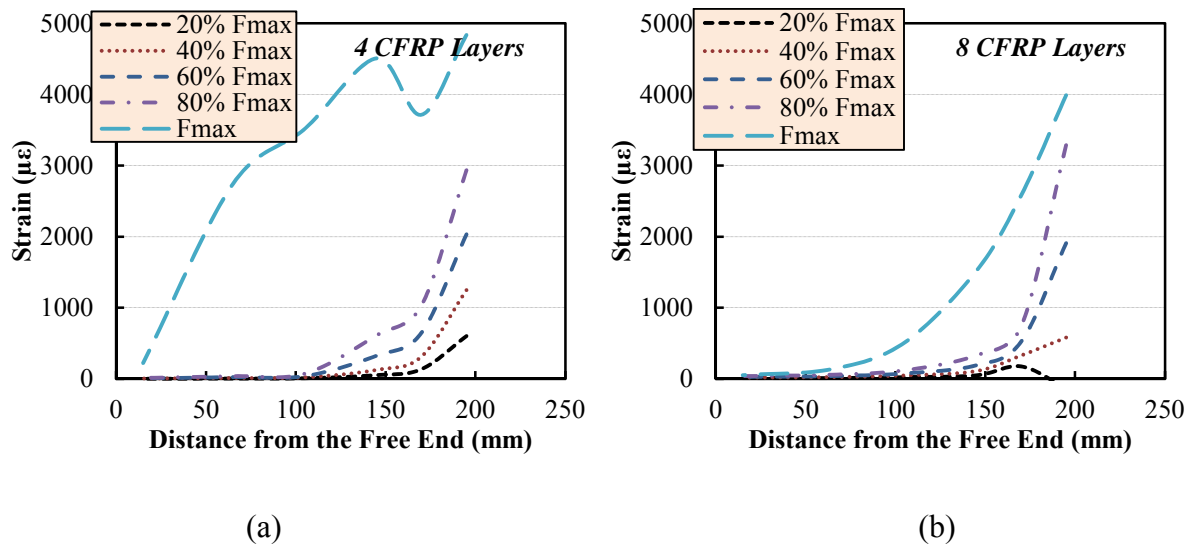 5000
4000
3000
2000
1000
0
Strain (με)
20% Fmax
40% Fmax
60% Fmax
80% Fmax
Fmax
4 CFRP Layers
0 50 100 150 200 250
Distance from the Free End (mm)
(a)
5000
4000
3000
2000
1000
0
Strain (με)
20% Fmax
40% Fmax
60% Fmax
80% Fmax
Fmax
8 CFRP Layers
0 50 100 150 200 250
Distance from the Free End (mm)
(b)